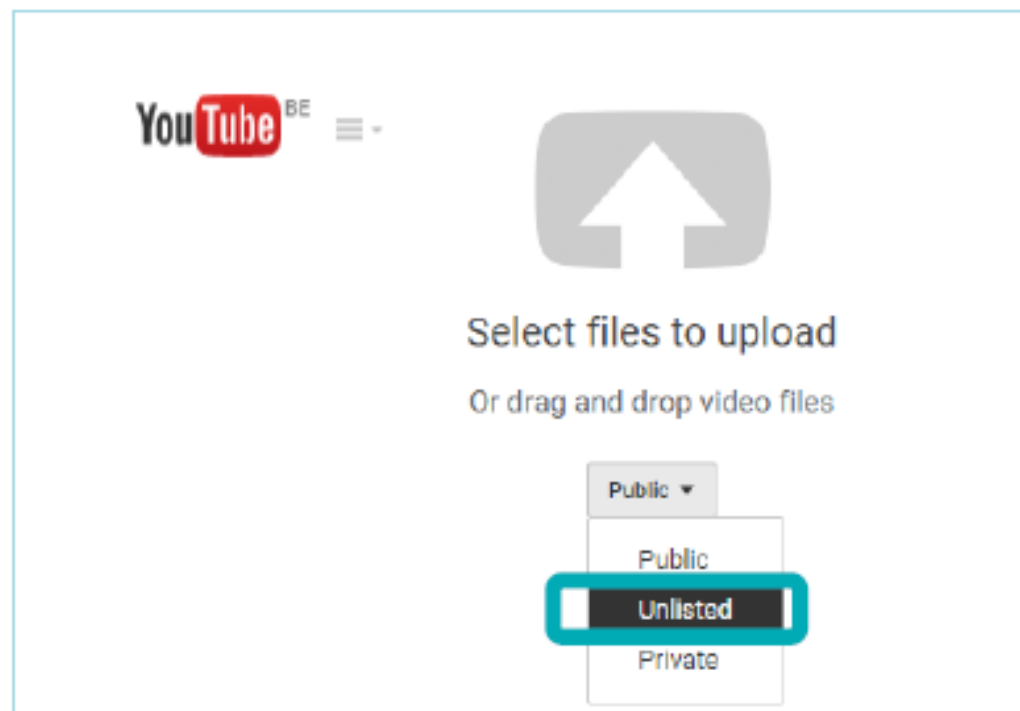 YouTube BE
Select files to upload
Or drag and drop video files
Public
Public
Unlisted
Private